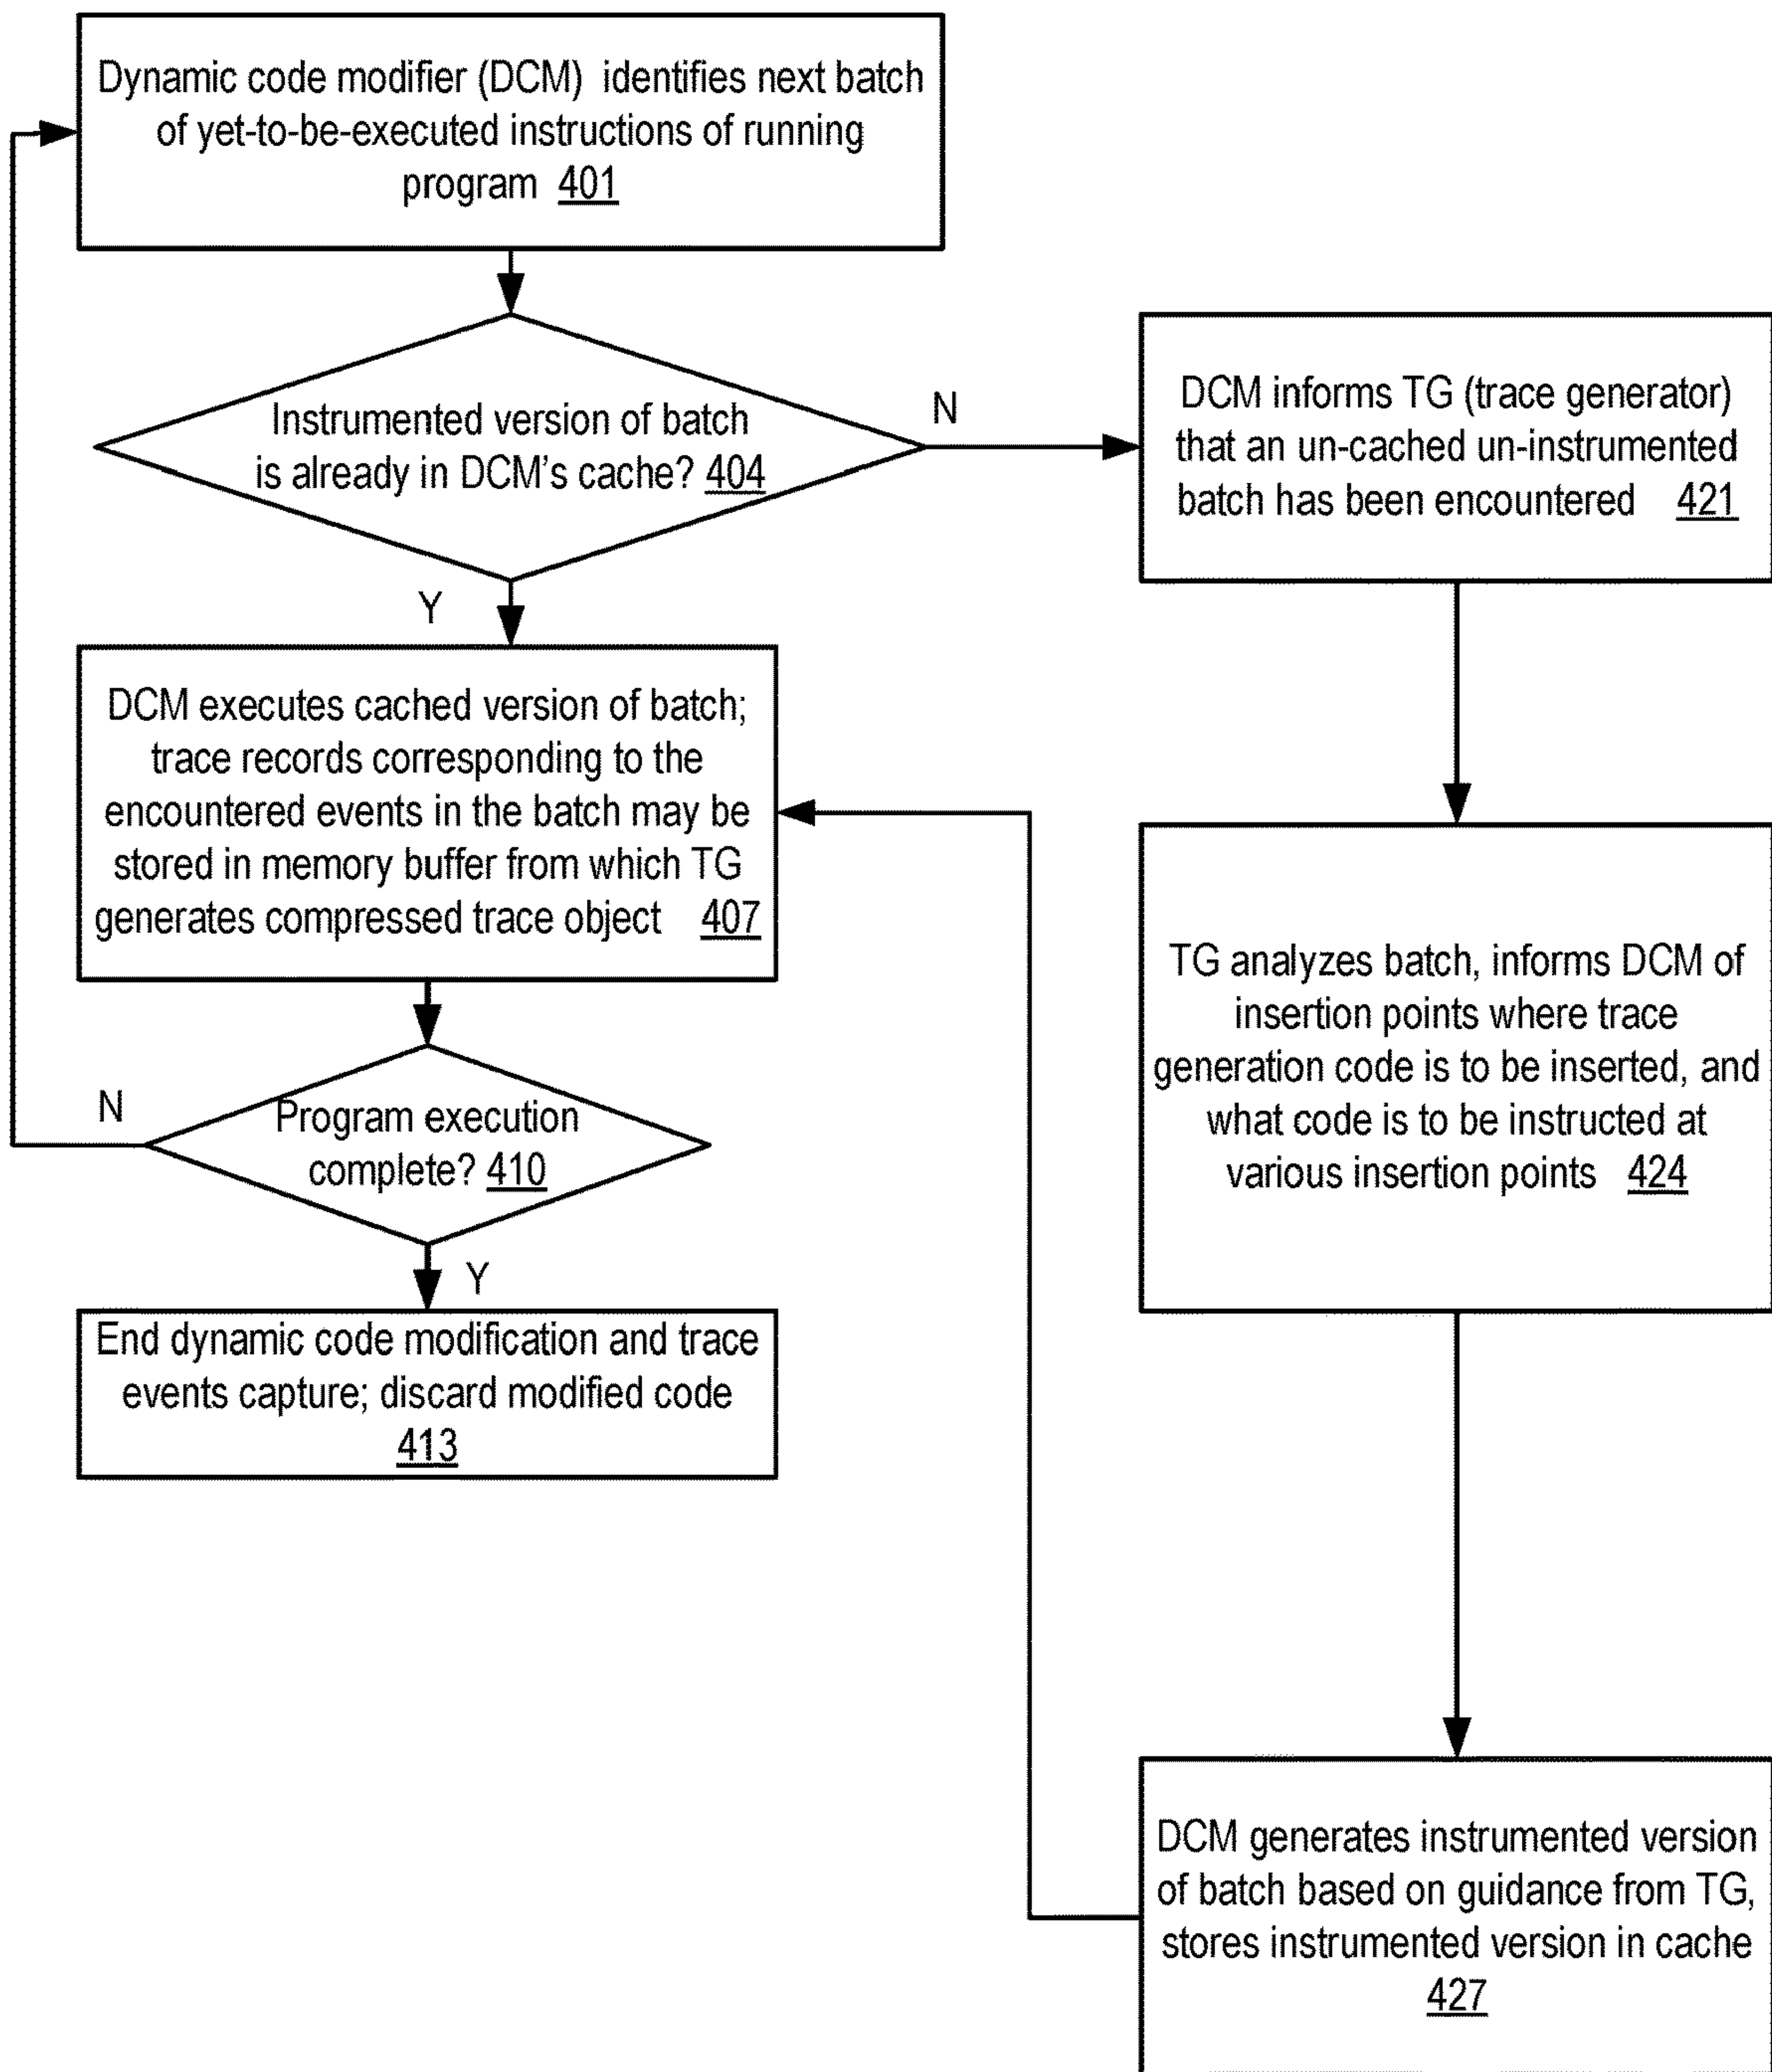 Dynamic code modifier (DCM) identifies next batch
of yet-to-be-executed instructions of running
program 401
Instrumented version of batch
is already in DCM's cache? 404
N
DCM informs TG (trace generator)
that an un-cached un-instrumented
batch has been encountered 421
Y
DCM executes cached version of batch;
trace records corresponding to the
encountered events in the batch may be
stored in memory buffer from which TG
generates compressed trace object 407
TG analyzes batch, informs DCM of
insertion points where trace
generation code is to be inserted, and
what code is to be instructed at
various insertion points 424
N
Program execution
complete? 410
Y
End dynamic code modification and trace
events capture; discard modified code
413
DCM generates instrumented version
of batch based on guidance from TG,
stores instrumented version in cache
427